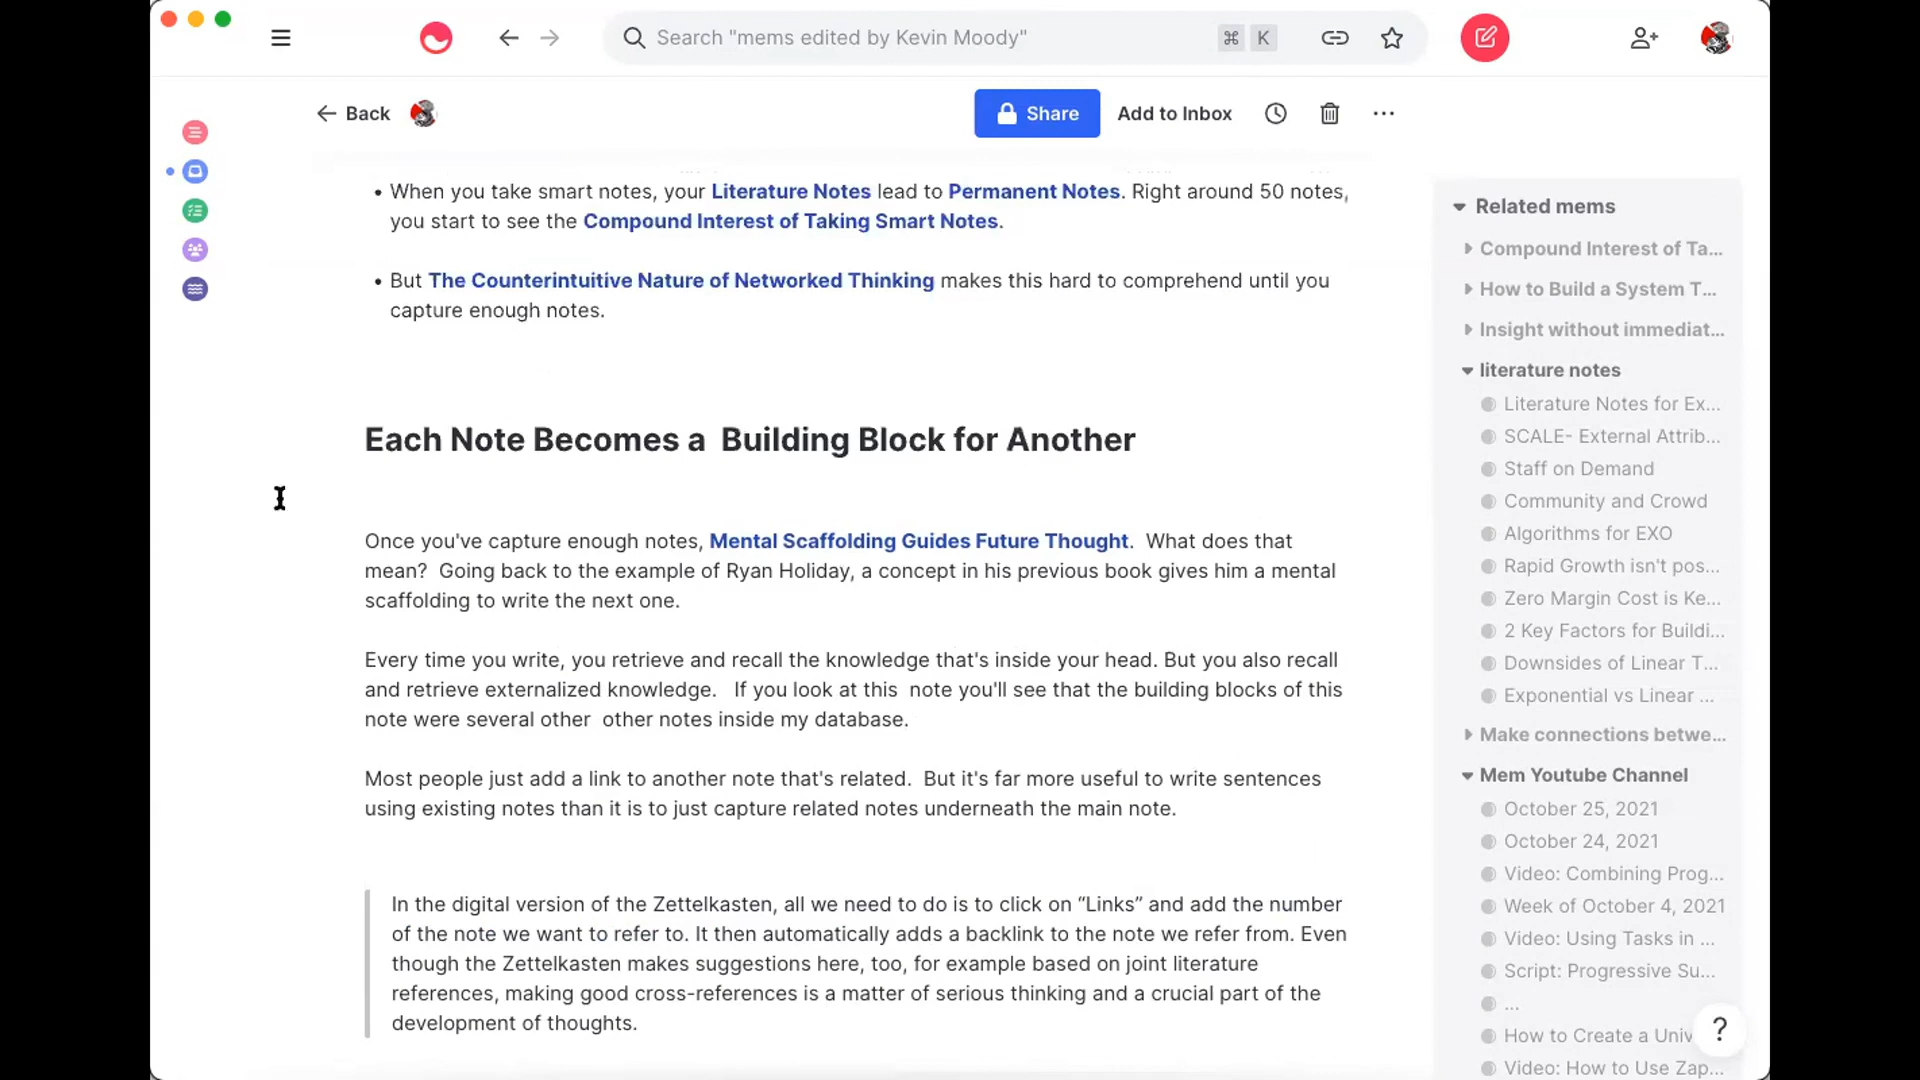 Search "mems edited by Kevin Moody"
⌘ K
Back
Share
Add to Inbox
• When you take smart notes, your Literature Notes lead to Permanent Notes. Right around 50 notes,
you start to see the Compound Interest of Taking Smart Notes.
• But The Counterintuitive Nature of Networked Thinking makes this hard to comprehend until you
capture enough notes.
Each Note Becomes a  Building Block for Another
Once you've capture enough notes, Mental Scaffolding Guides Future Thought.  What does that
mean?  Going back to the example of Ryan Holiday, a concept in his previous book gives him a mental
scaffolding to write the next one.
Every time you write, you retrieve and recall the knowledge that's inside your head. But you also recall
and retrieve externalized knowledge.   If you look at this  note you'll see that the building blocks of this
note were several other  other notes inside my database.
Most people just add a link to another note that's related.  But it's far more useful to write sentences
using existing notes than it is to just capture related notes underneath the main note.
In the digital version of the Zettelkasten, all we need to do is to click on “Links” and add the number
of the note we want to refer to. It then automatically adds a backlink to the note we refer from. Even
though the Zettelkasten makes suggestions here, too, for example based on joint literature
references, making good cross-references is a matter of serious thinking and a crucial part of the
development of thoughts.
Related mems
Compound Interest of Ta...
How to Build a System T...
Insight without immediat...
literature notes
Literature Notes for Ex...
SCALE- External Attrib...
Staff on Demand
Community and Crowd
Algorithms for EXO
Rapid Growth isn't pos...
Zero Margin Cost is Ke...
2 Key Factors for Buildi...
Downsides of Linear T...
Exponential vs Linear ...
Make connections betwe...
Mem Youtube Channel
October 25, 2021
October 24, 2021
Video: Combining Prog...
Week of October 4, 2021
Video: Using Tasks in ...
Script: Progressive Su...
...
How to Create a Univ
Video: How to Use Zap...
?